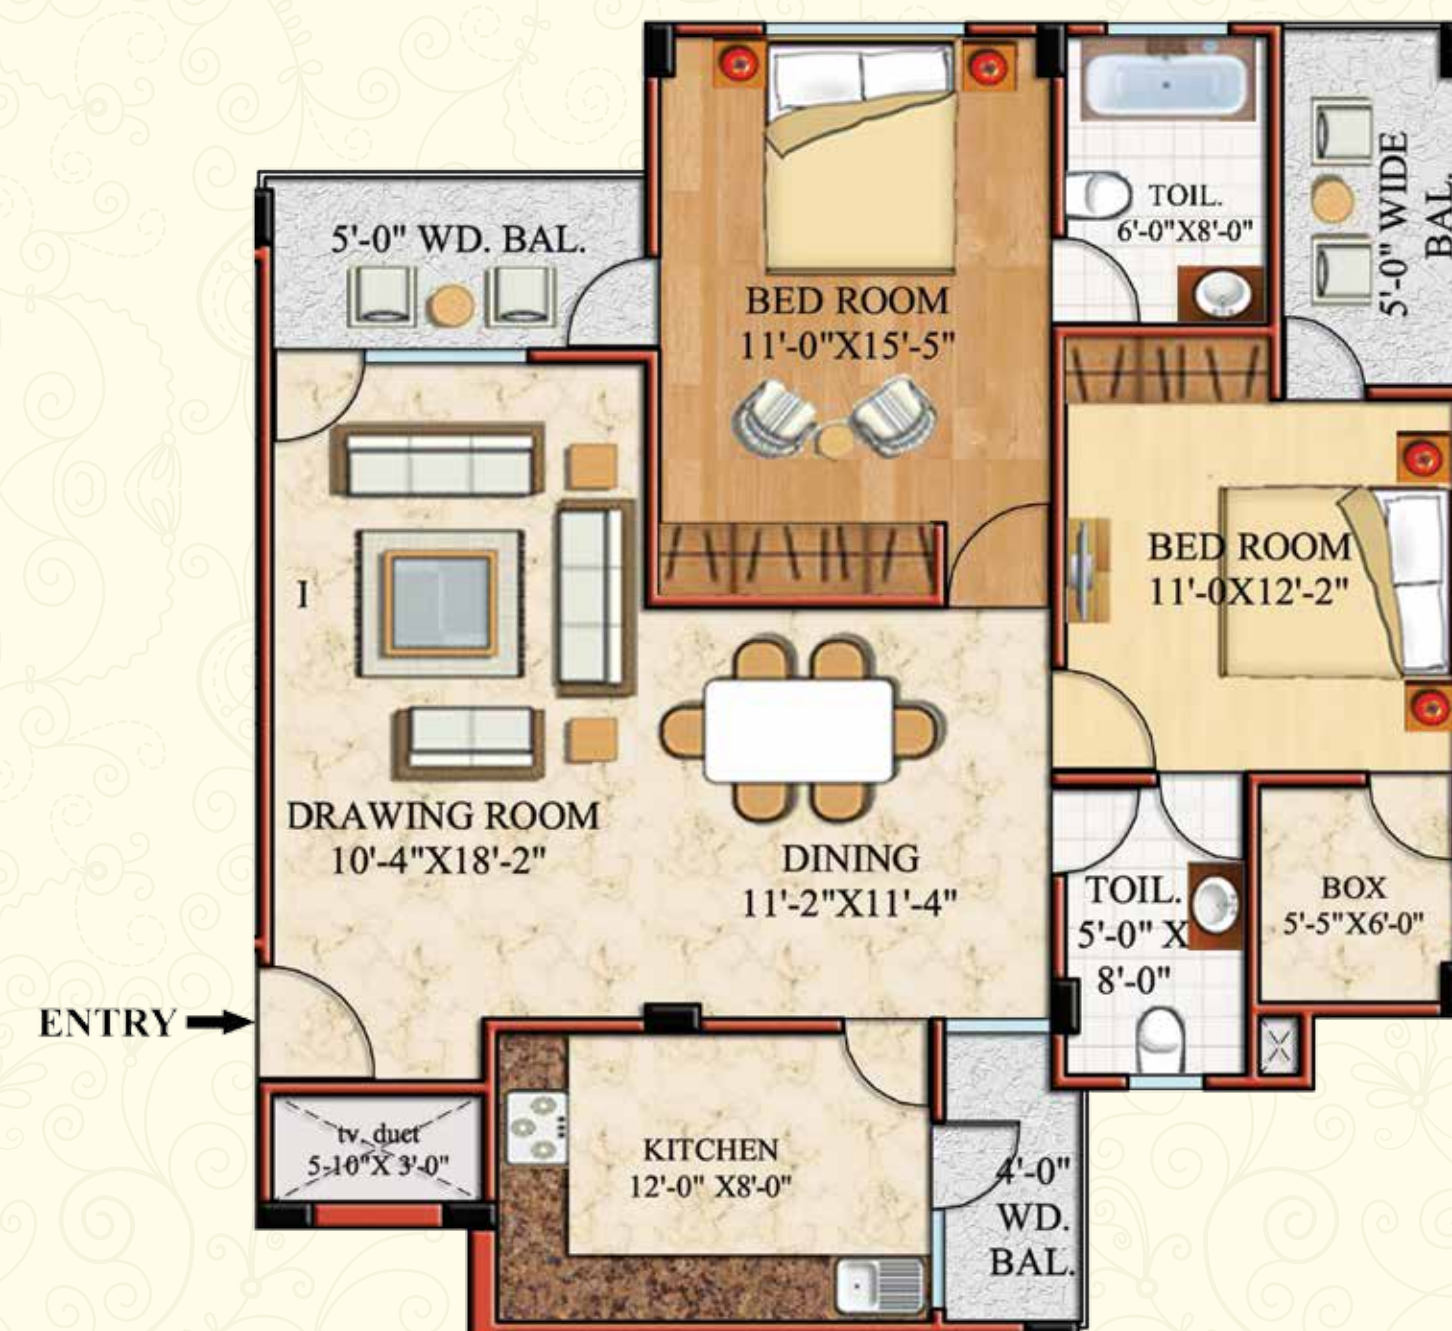 5'-0" WD. BAL.
BED ROOM
11'-0"X15'-5"
TOIL.
6'-0"X8'-0"
5'-0" WIDE
BAL.
BED ROOM
11'-0X12'-2"
I
DRAWING ROOM
10'-4"X18'-2"
DINING
11'-2"X11'-4"
TOIL.
5'-0" X
8'-0"
BOX
5'-5"X6'-0"
ENTRY
tv. duct
5-10"X 3'-0"
KITCHEN
12'-0" X8'-0"
4'-0"
WD.
BAL.